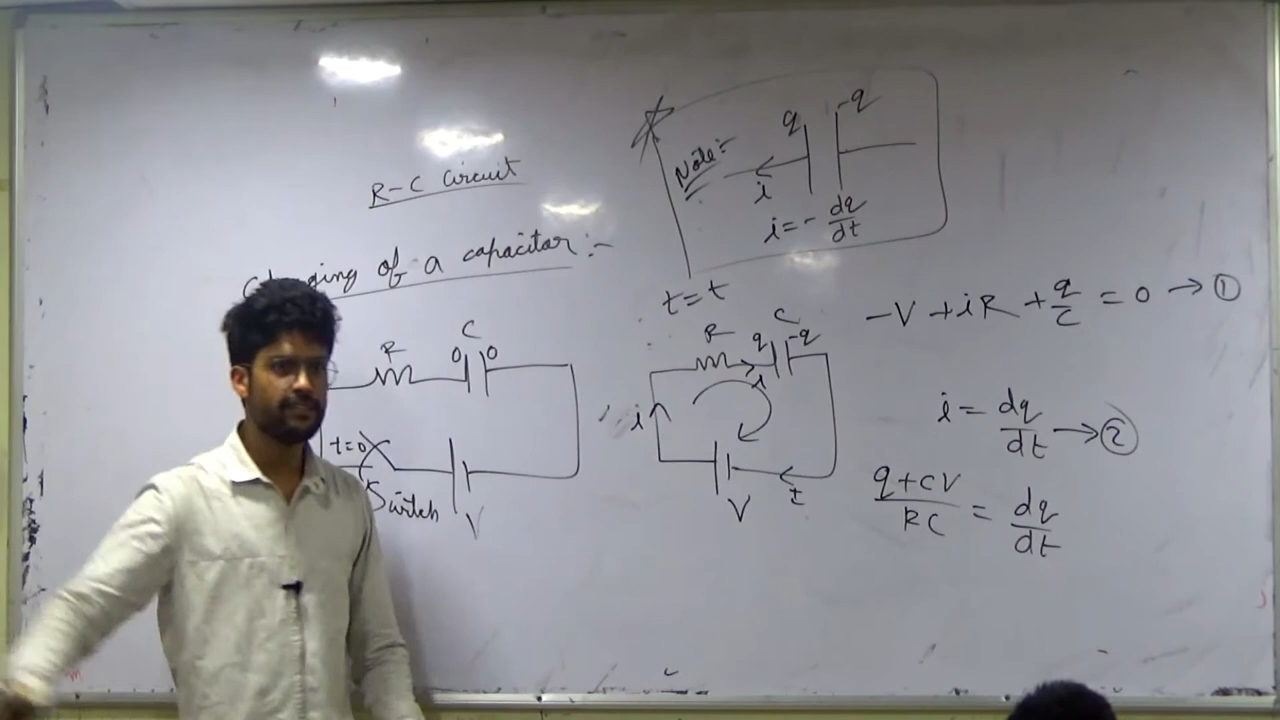 R-C Circuit
Charging of a capacitor :-
R
C
0 0
t=0
Switch
V
Note:-
q -q
i
i = - dq/dt
t = t
R
C
q -q
i
i
V
i
-V + iR + q/C = 0 → ①
i = dq/dt → ②
q+CV/RC = dq/dt